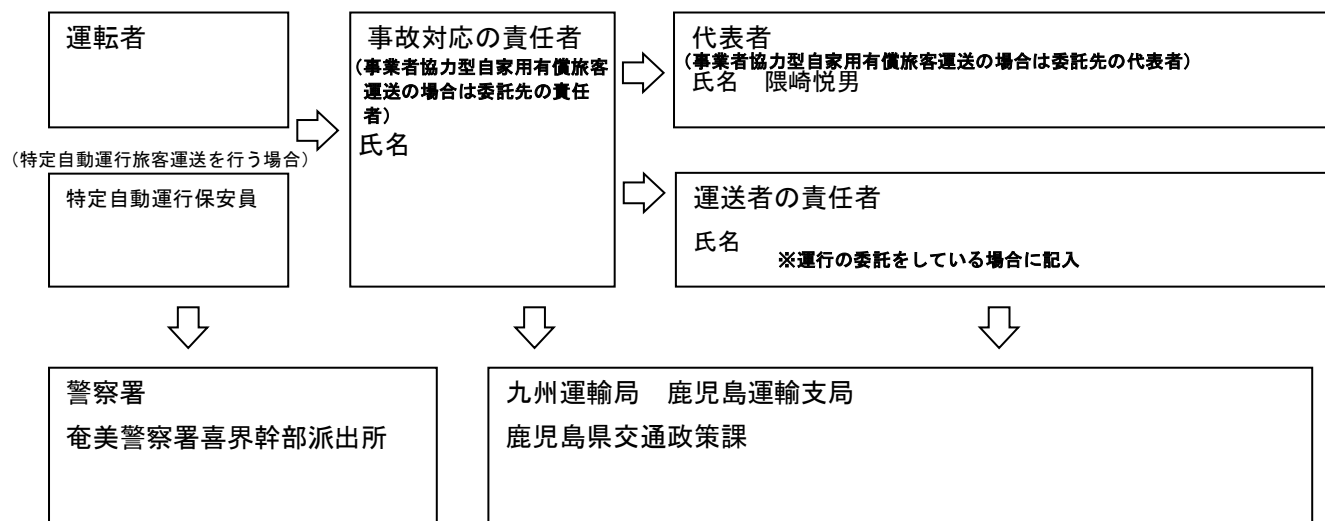 運転者
(特定自動運行旅客運送を行う場合)
特定自動運行保安員
事故対応の責任者
(事業者協力型自家用有償旅客
運送の場合は委託先の責任
者)
氏名
代表者
(事業者協力型自家用有償旅客運送の場合は委託先の代表者)
氏名　隈崎悦男
運送者の責任者
氏名
※運行の委託をしている場合に記入
警察署
奄美警察署喜界幹部派出所
九州運輸局　鹿児島運輸支局
鹿児島県交通政策課